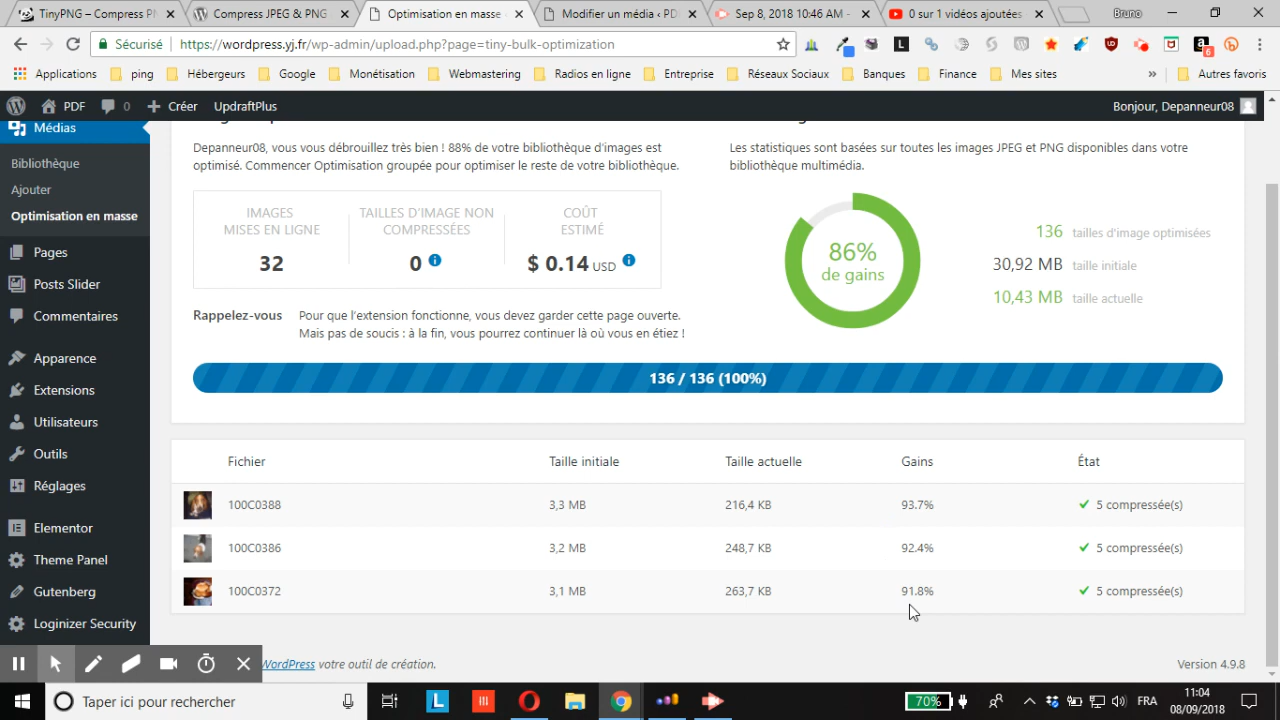 TinyPNG – Compress P
Compress JPEG & PNG
Optimisation en masse
Modifier un média ‹ PD
Sep 8, 2018 10:46 AM -
0 sur 1 vidéos ajoutées
Bruno
Sécurisé
https://wordpress.yj.fr/wp-admin/upload.php?page=tiny-bulk-optimization
Applications
ping
Hébergeurs
Google
Monétisation
Webmastering
Radios en ligne
Entreprise
Réseaux Sociaux
Banques
Finance
Mes sites
»
Autres favoris
PDF
0
Créer
UpdraftPlus
Bonjour, Depanneur08
Médias
Bibliothèque
Ajouter
Optimisation en masse
Pages
Posts Slider
Commentaires
Apparence
Extensions
Utilisateurs
Outils
Réglages
Elementor
Theme Panel
Gutenberg
Loginizer Security
Depanneur08, vous vous débrouillez très bien ! 88% de votre bibliothèque d'images est
optimisé. Commencer Optimisation groupée pour optimiser le reste de votre bibliothèque.
IMAGES
MISES EN LIGNE
32
TAILLES D'IMAGE NON
COMPRESSÉES
0
COÛT
ESTIMÉ
$ 0.14 USD
Rappelez-vous
Pour que l'extension fonctionne, vous devez garder cette page ouverte.
Mais pas de soucis : à la fin, vous pourrez continuer là où vous en étiez !
Les statistiques sont basées sur toutes les images JPEG et PNG disponibles dans votre
bibliothèque multimédia.
86%
de gains
136 tailles d'image optimisées
30,92 MB taille initiale
10,43 MB taille actuelle
136 / 136 (100%)
Fichier Taille initiale Taille actuelle Gains État
100C0388 3,3 MB 216,4 KB 93.7% 5 compressée(s)
100C0386 3,2 MB 248,7 KB 92.4% 5 compressée(s)
100C0372 3,1 MB 263,7 KB 91.8% 5 compressée(s)
WordPress votre outil de création.
Version 4.9.8
Taper ici pour rechercher
70%
FRA
11:04
08/09/2018